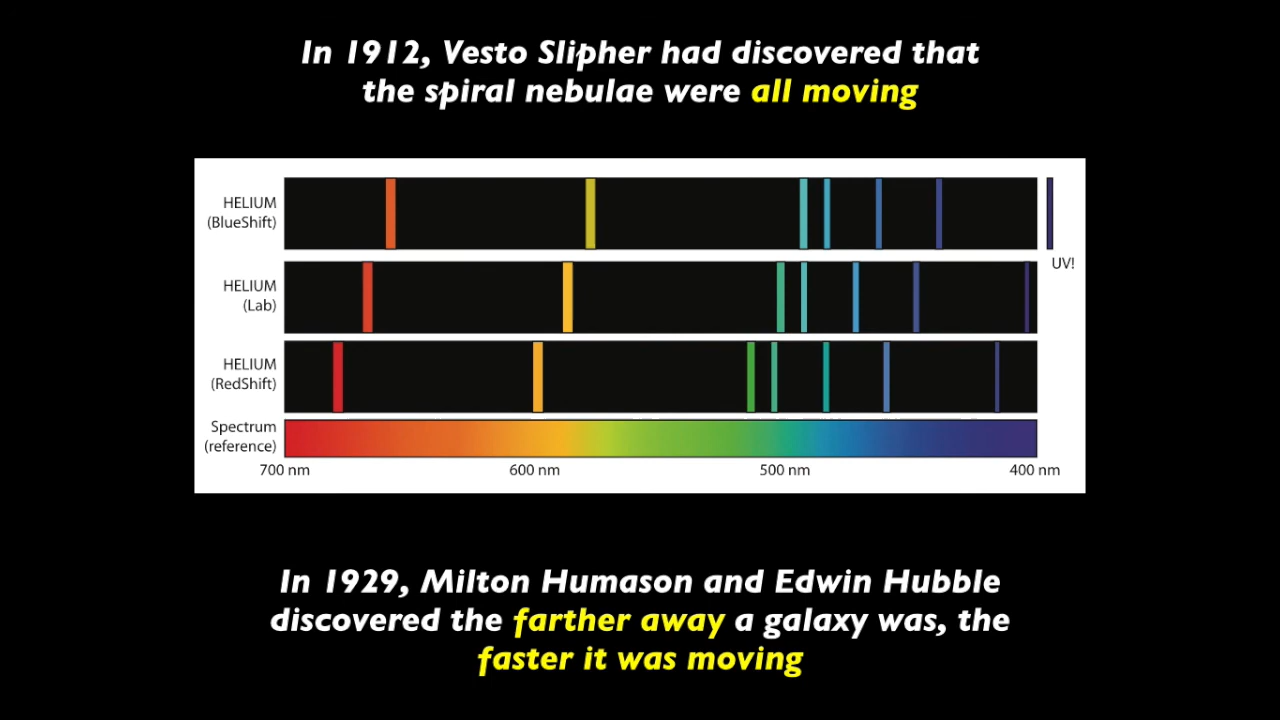 In 1912, Vesto Slipher had discovered that
the spiral nebulae were all moving
HELIUM
(BlueShift)
UV!
HELIUM
(Lab)
HELIUM
(RedShift)
Spectrum
(reference)
700 nm 600 nm 500 nm 400 nm
In 1929, Milton Humason and Edwin Hubble
discovered the farther away a galaxy was, the
faster it was moving